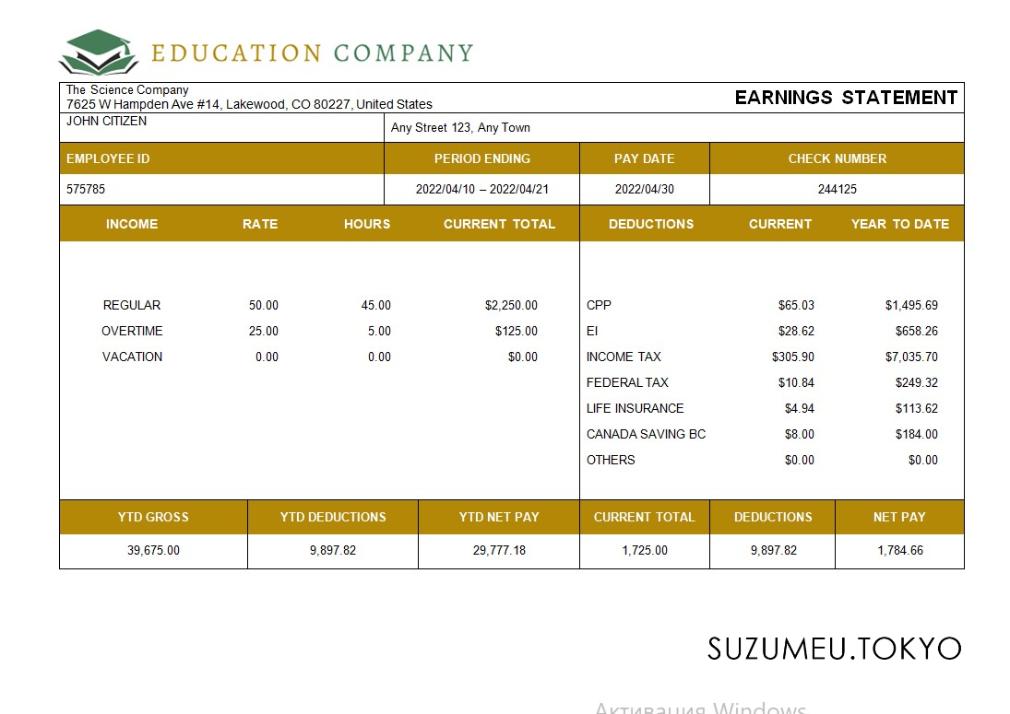 EDUCATION COMPANY
The Science Company
7625 W Hampden Ave #14, Lakewood, CO 80227, United States
EARNINGS STATEMENT
JOHN CITIZEN
Any Street 123, Any Town
EMPLOYEE ID PERIOD ENDING PAY DATE CHECK NUMBER
575785 2022/04/10 – 2022/04/21 2022/04/30 244125
INCOME RATE HOURS CURRENT TOTAL DEDUCTIONS CURRENT YEAR TO DATE
REGULAR 50.00 45.00 $2,250.00 CPP $65.03 $1,495.69
OVERTIME 25.00 5.00 $125.00 EI $28.62 $658.26
VACATION 0.00 0.00 $0.00 INCOME TAX $305.90 $7,035.70
FEDERAL TAX $10.84 $249.32
LIFE INSURANCE $4.94 $113.62
CANADA SAVING BC $8.00 $184.00
OTHERS $0.00 $0.00
YTD GROSS YTD DEDUCTIONS YTD NET PAY CURRENT TOTAL DEDUCTIONS NET PAY
39,675.00 9,897.82 29,777.18 1,725.00 9,897.82 1,784.66
SUZUMEU.TOKYO
Активация Windows